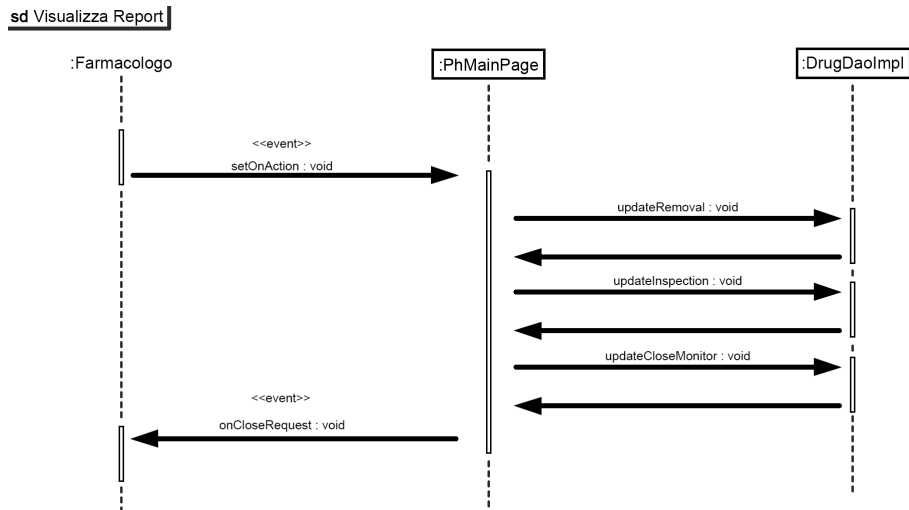 sd Visualizza Report
:Farmacologo
:PhMainPage
:DrugDaoImpl
<<event>>
setOnAction : void
updateRemoval : void
updateInspection : void
updateCloseMonitor : void
<<event>>
onCloseRequest : void